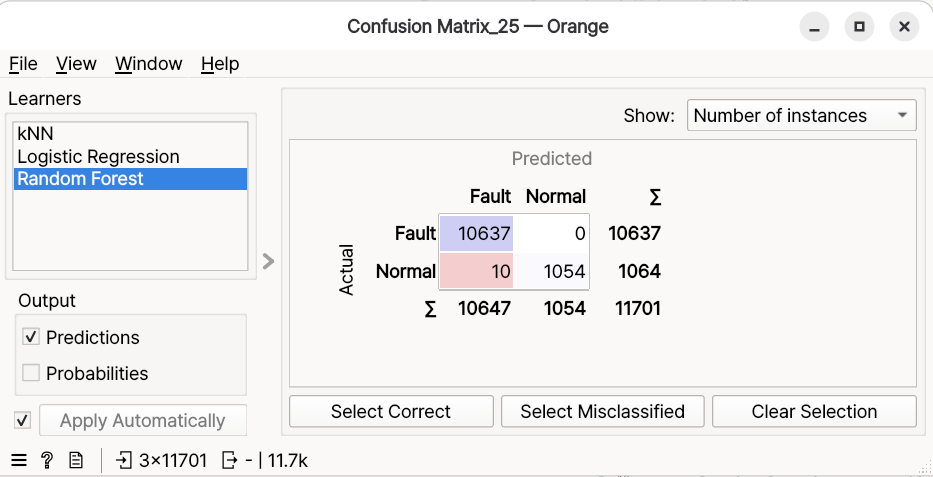 Confusion Matrix_25 — Orange
File View Window Help
Learners
kNN
Logistic Regression
Random Forest
Output
Predictions
Probabilities
Apply Automatically
Show: Number of instances
Predicted
Fault Normal Σ
Actual
Fault 10637 0 10637
Normal 10 1054 1064
Σ 10647 1054 11701
Select Correct Select Misclassified Clear Selection
? 3×11701 - | 11.7k